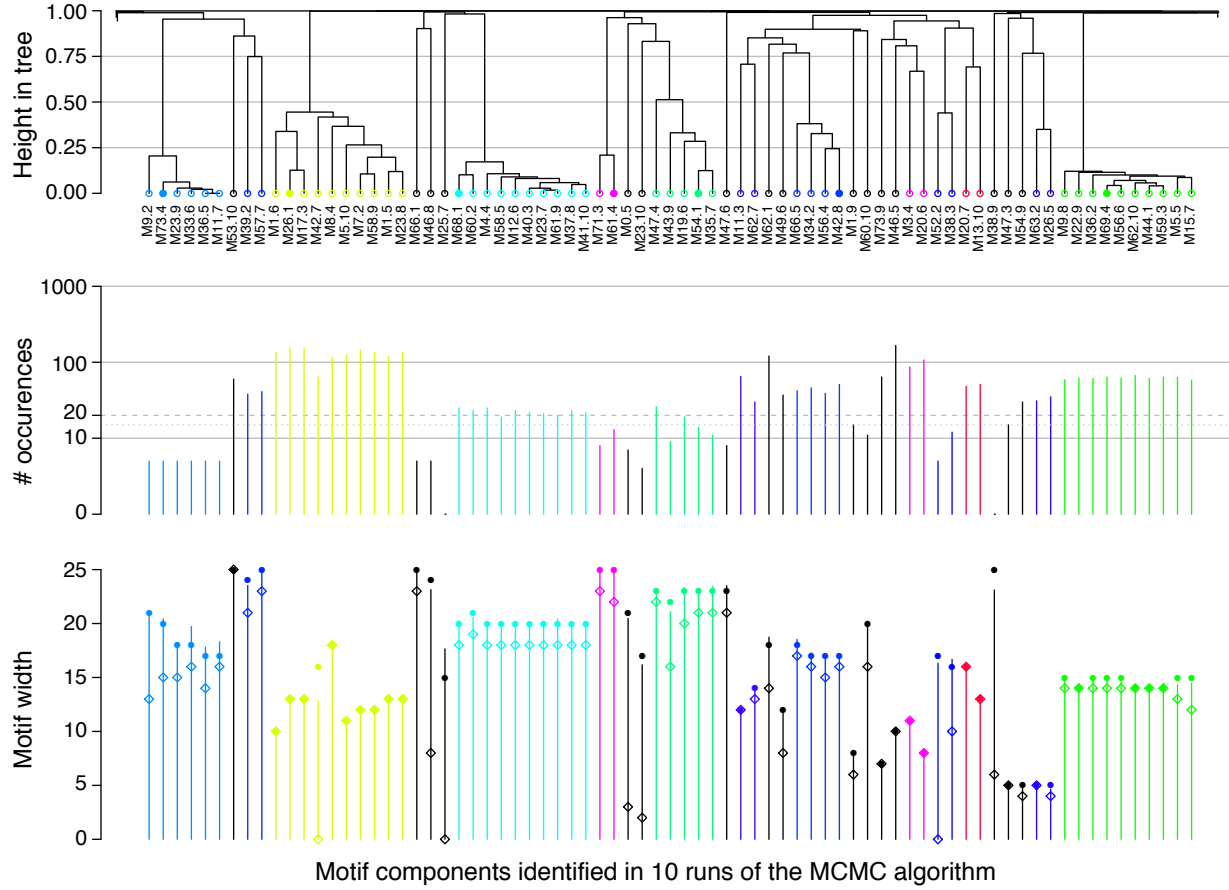 Height in tree
1.00
0.75
0.50
0.25
0.00
M9.2
M73.4
M23.9
M33.6
M36.5
M11.7
M53.10
M39.2
M57.7
M1.6
M26.1
M17.3
M42.7
M8.4
M5.10
M7.2
M58.9
M1.5
M23.8
M66.1
M46.8
M25.7
M68.1
M60.2
M4.4
M58.5
M12.6
M40.3
M23.7
M61.9
M37.8
M41.10
M71.3
M61.4
M0.5
M23.10
M47.4
M43.9
M19.6
M54.1
M35.7
M47.6
M11.3
M62.7
M62.1
M49.6
M66.5
M34.2
M56.4
M42.8
M1.9
M60.10
M73.9
M46.5
M3.4
M20.6
M52.2
M38.3
M20.7
M13.10
M38.9
M47.3
M54.9
M63.2
M26.5
M9.8
M22.9
M36.2
M69.4
M56.6
M62.10
M44.1
M59.3
M5.5
M15.7
# occurences
1000
100
20
10
0
Motif width
25
20
15
10
5
0
Motif components identified in 10 runs of the MCMC algorithm